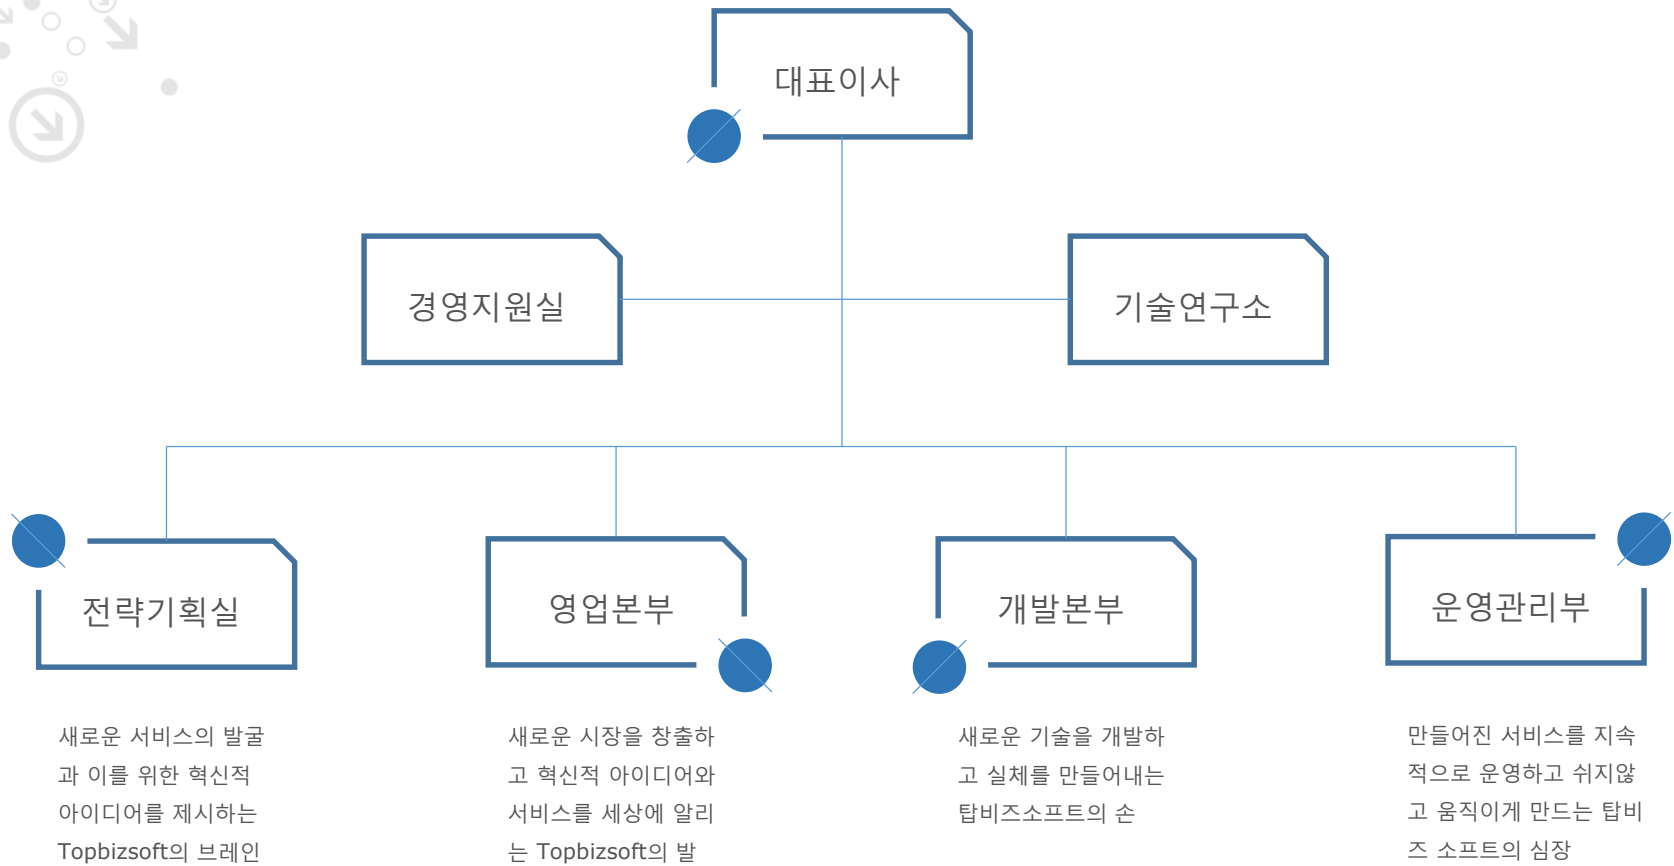 대표이사
경영지원실
기술연구소
전략기획실
영업본부
개발본부
운영관리부
새로운 서비스의 발굴
과 이를 위한 혁신적
아이디어를 제시하는
Topbizsoft의 브레인
새로운 시장을 창출하
고 혁신적 아이디어와
서비스를 세상에 알리
는 Topbizsoft의 발
새로운 기술을 개발하
고 실체를 만들어내는
탑비즈소프트의 손
만들어진 서비스를 지속
적으로 운영하고 쉬지않
고 움직이게 만드는 탑비
즈 소프트의 심장